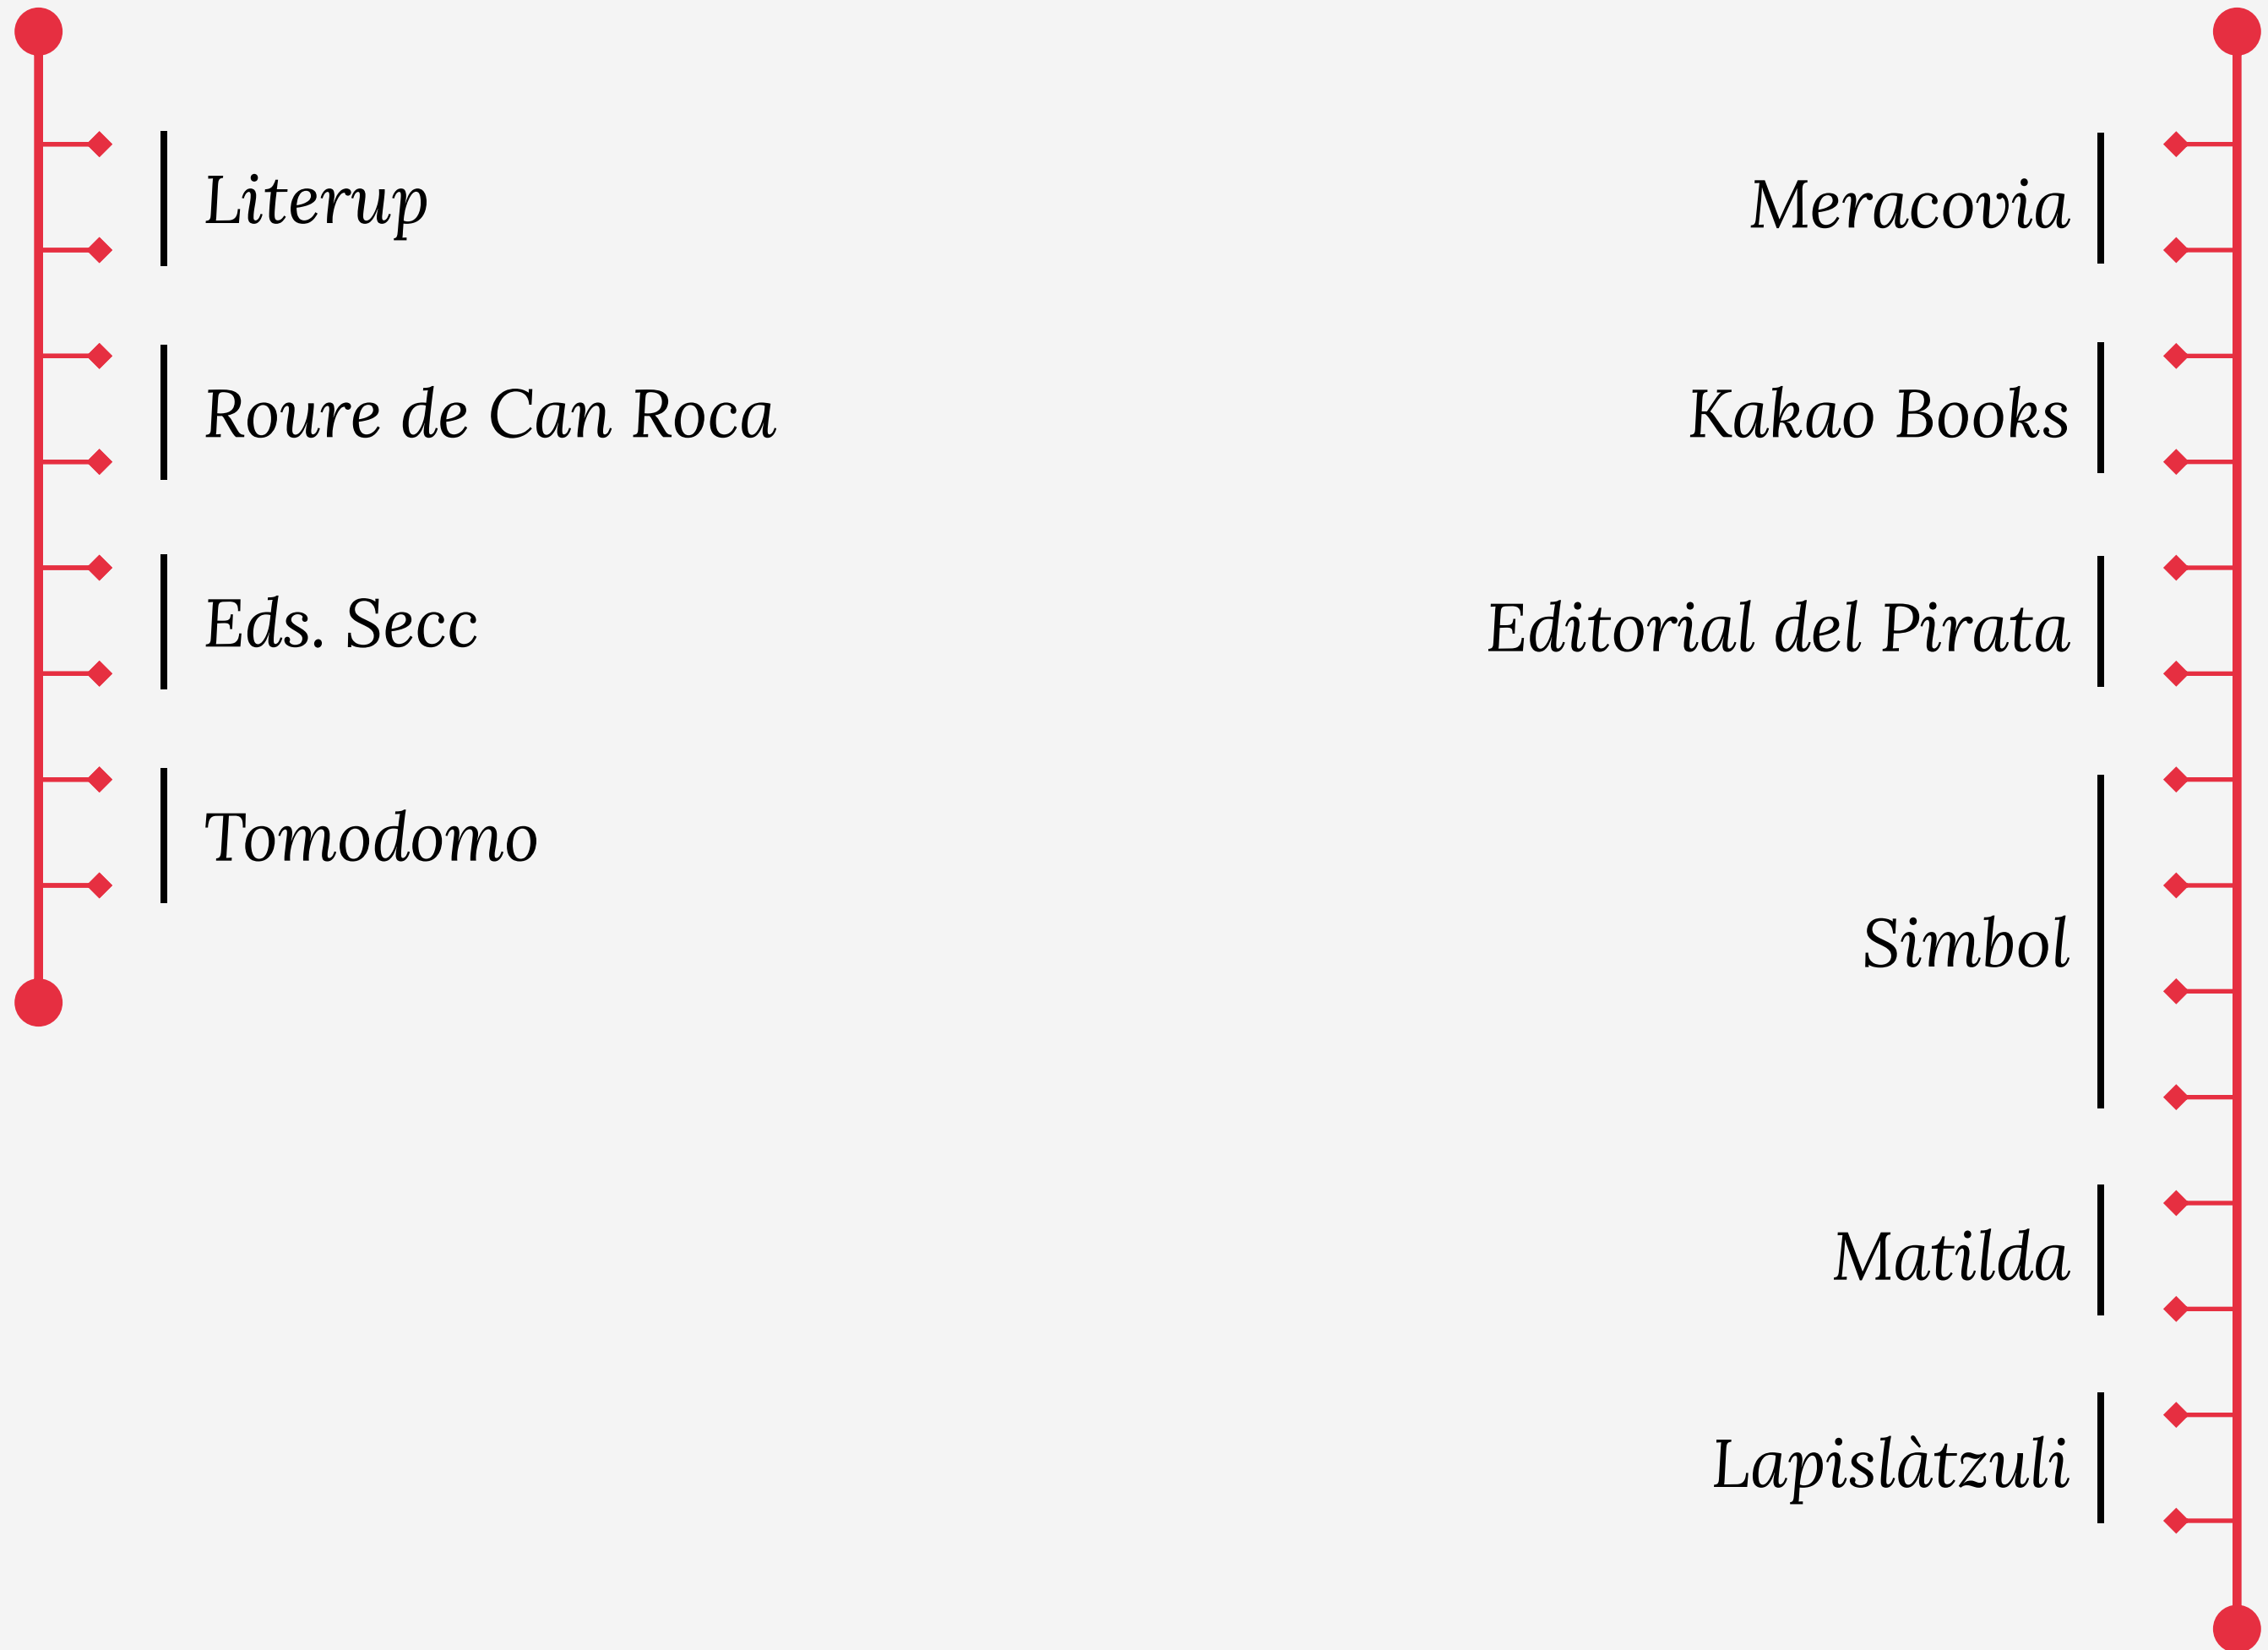 Literup
Roure de Can Roca
Eds. Secc
Tomodomo
Meracovia
Kakao Books
Editorial del Pirata
Simbol
Matilda
Lapislàtzuli